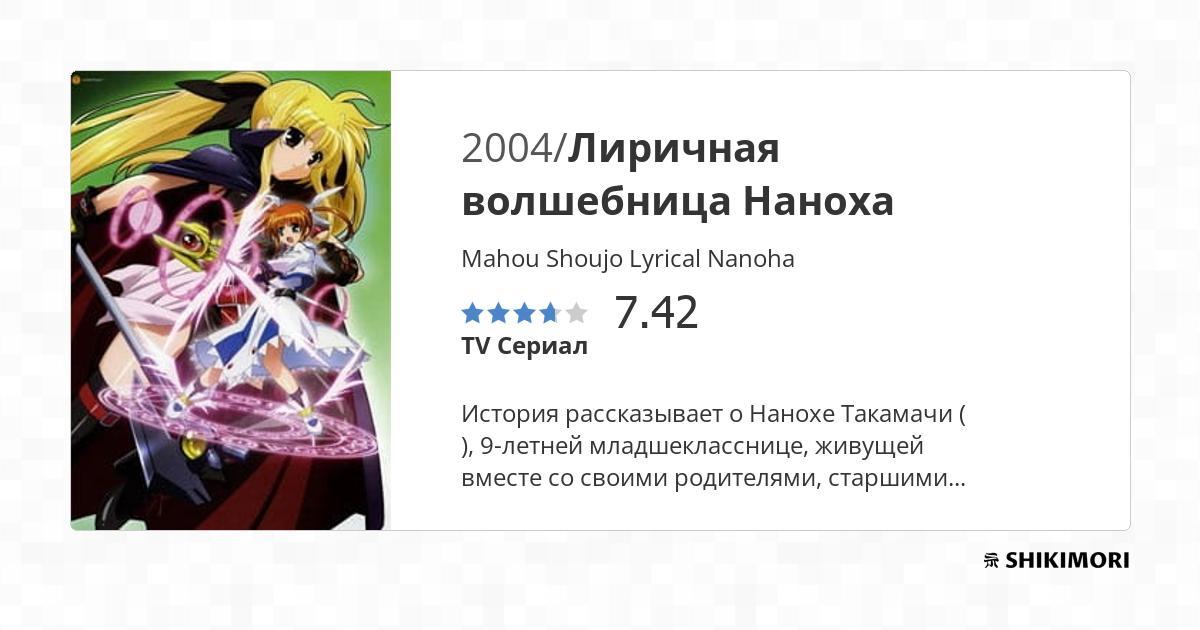 2004/Лиричная
волшебница Наноха
Mahou Shoujo Lyrical Nanoha
7.42
TV Сериал
История рассказывает о Нанохе Такамачи (
), 9-летней младшекласснице, живущей
вместе со своими родителями, старшими...
SHIKIMORI